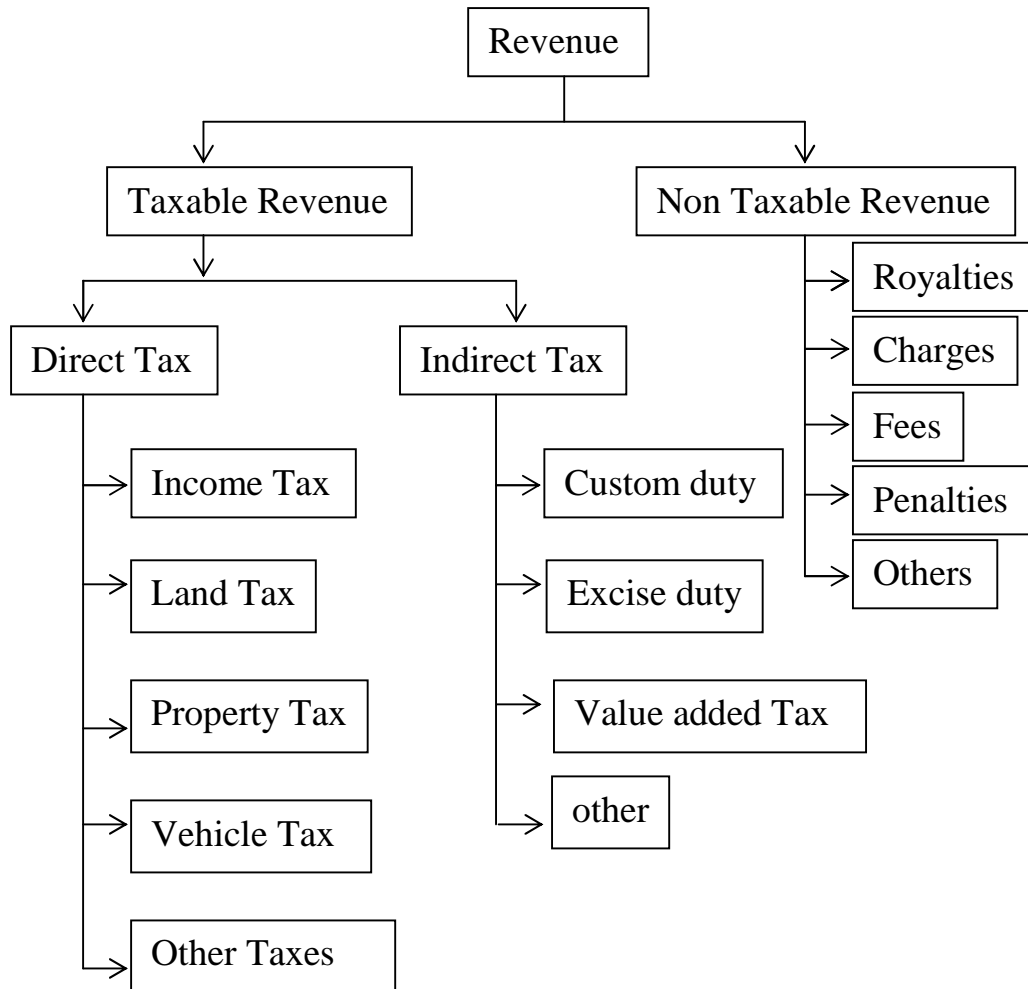 Revenue
Taxable Revenue
Non Taxable Revenue
Direct Tax
Indirect Tax
Income Tax
Land Tax
Property Tax
Vehicle Tax
Other Taxes
Custom duty
Excise duty
Value added Tax
other
Royalties
Charges
Fees
Penalties
Others